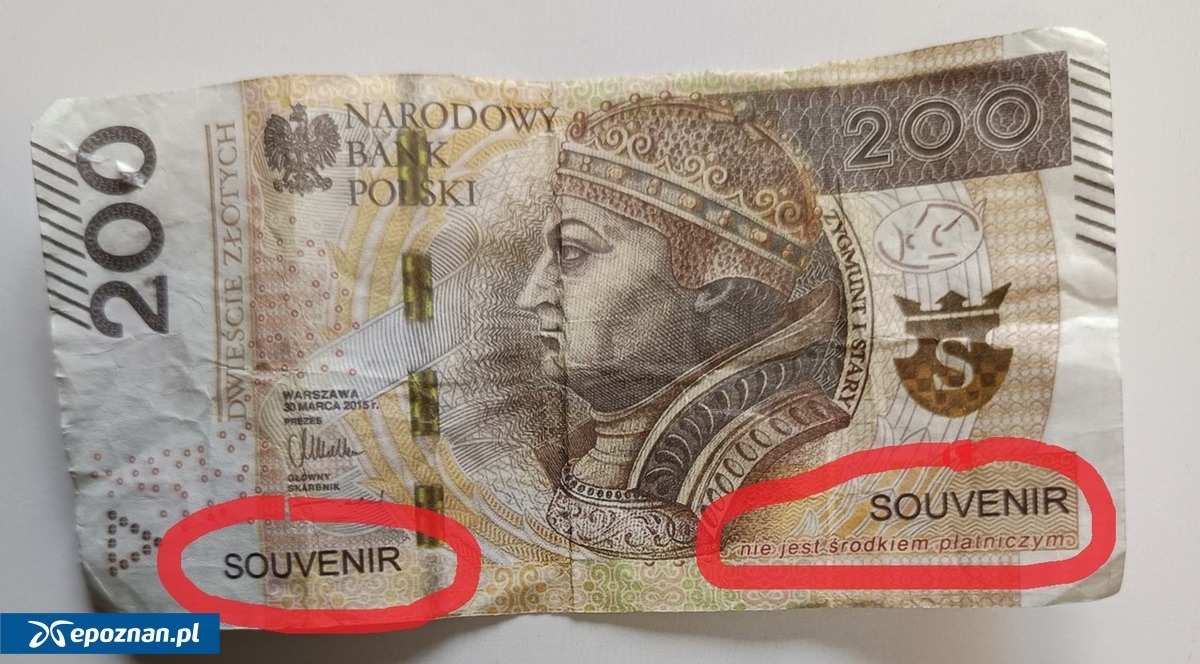 200
DWIEŚCIE ZŁOTYCH
NARODOWY
BANK
POLSKI
200
ZYGMUNT I STARY
S
WARSZAWA
30 MARCA 2015 r.
PREZES
GŁÓWNY
SKARBNIK
SOUVENIR
SOUVENIR
nie jest środkiem płatniczym
epoznan.pl